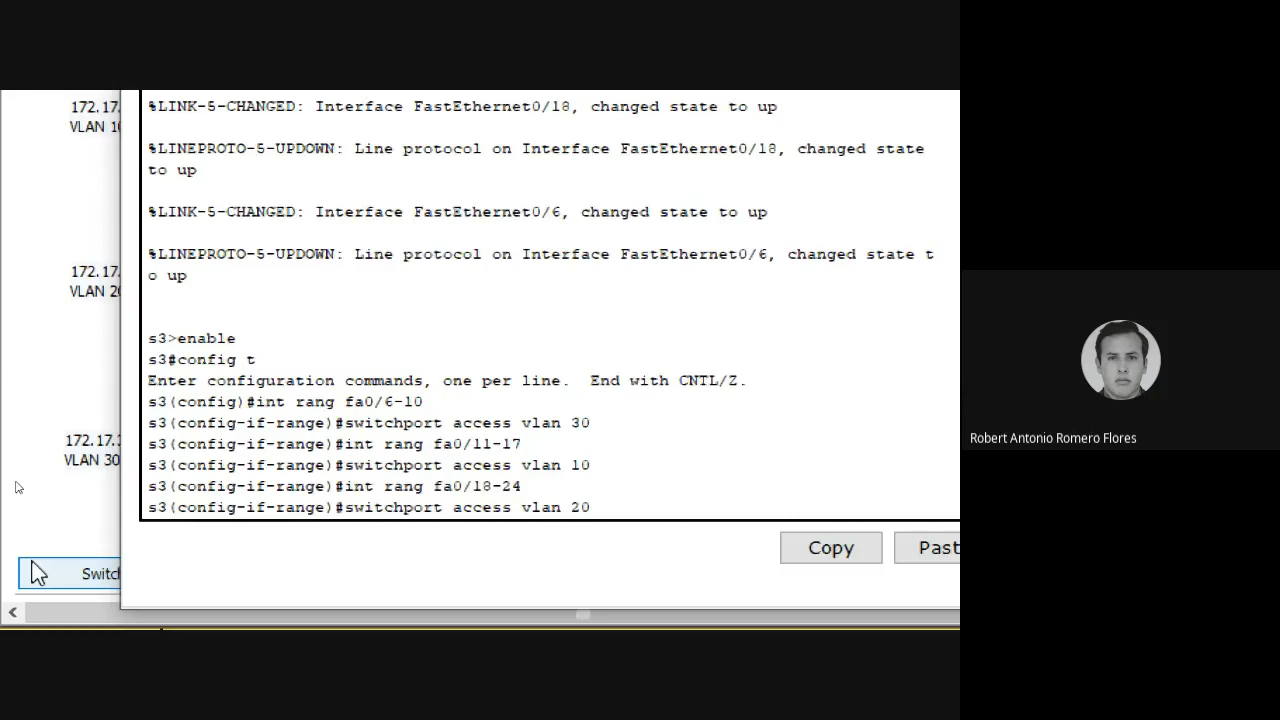 172.17.
VLAN 10
172.17.
VLAN 20
172.17.
VLAN 30
%LINK-5-CHANGED: Interface FastEthernet0/18, changed state to up
%LINEPROTO-5-UPDOWN: Line protocol on Interface FastEthernet0/18, changed state
to up
%LINK-5-CHANGED: Interface FastEthernet0/6, changed state to up
%LINEPROTO-5-UPDOWN: Line protocol on Interface FastEthernet0/6, changed state t
o up
s3>enable
s3#config t
Enter configuration commands, one per line.  End with CNTL/Z.
s3(config)#int rang fa0/6-10
s3(config-if-range)#switchport access vlan 30
s3(config-if-range)#int rang fa0/11-17
s3(config-if-range)#switchport access vlan 10
s3(config-if-range)#int rang fa0/18-24
s3(config-if-range)#switchport access vlan 20
Copy
Past
Switc
Robert Antonio Romero Flores